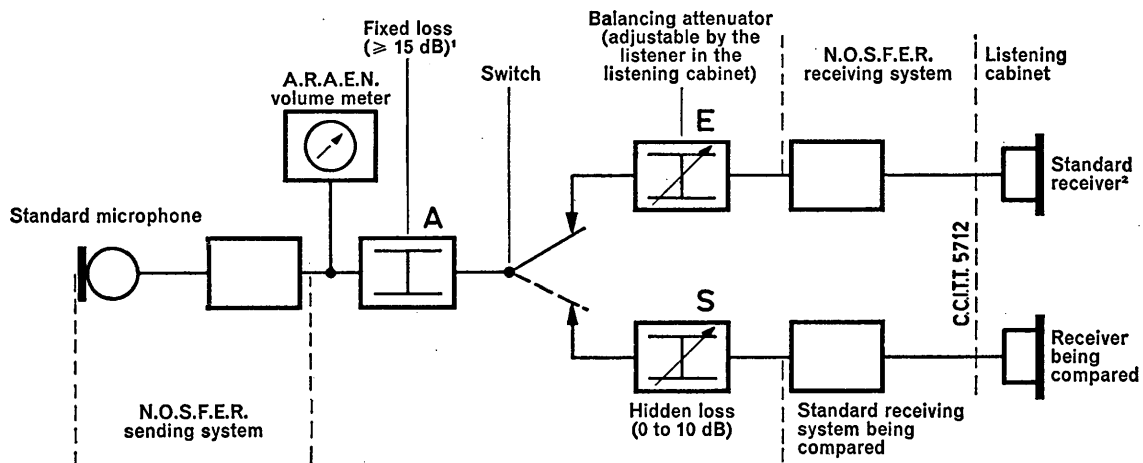 Fixed loss
(⩾ 15 dB)¹
A.R.A.E.N.
volume meter
Switch
Balancing attenuator
(adjustable by the
listener in the
listening cabinet)
N.O.S.F.E.R.
receiving system
Listening
cabinet
E
Standard
receiver²
Standard microphone
A
C.C.I.T.T. 5712
S
Receiver
being
compared
N.O.S.F.E.R.
sending system
Hidden loss
(0 to 10 dB)
Standard receiving
system being
compared